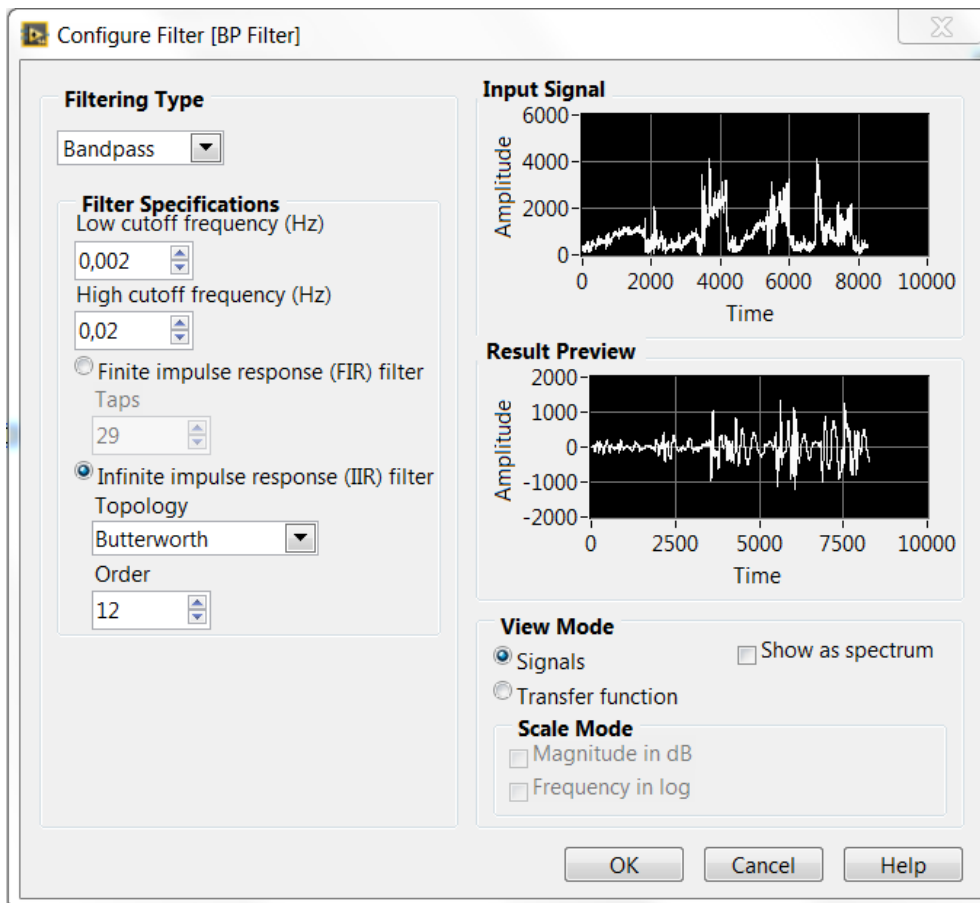 Configure Filter [BP Filter]
Filtering Type
Bandpass
Filter Specifications
Low cutoff frequency (Hz)
0,002
High cutoff frequency (Hz)
0,02
Finite impulse response (FIR) filter
Taps
29
Infinite impulse response (IIR) filter
Topology
Butterworth
Order
12
Input Signal
Amplitude
6000
4000
2000
0
0 2000 4000 6000 8000 10000
Time
Result Preview
Amplitude
2000
1000
0
-1000
-2000
0 2500 5000 7500 10000
Time
View Mode
Signals
Show as spectrum
Transfer function
Scale Mode
Magnitude in dB
Frequency in log
OK Cancel Help